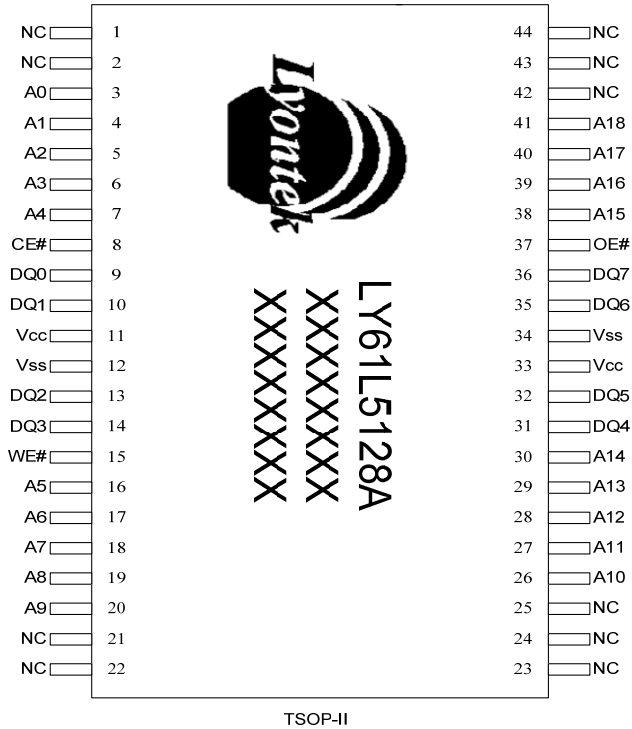 NC 1 44 NC
NC 2 43 NC
A0 3 42 NC
A1 4 41 A18
A2 5 40 A17
A3 6 39 A16
A4 7 38 A15
CE# 8 37 OE#
DQ0 9 36 DQ7
DQ1 10 35 DQ6
Vcc 11 34 Vss
Vss 12 33 Vcc
DQ2 13 32 DQ5
DQ3 14 31 DQ4
WE# 15 30 A14
A5 16 29 A13
A6 17 28 A12
A7 18 27 A11
A8 19 26 A10
A9 20 25 NC
NC 21 24 NC
NC 22 23 NC
Lyontek
LY61L5128A
XXXXXXXX
XXXXXXXX
TSOP-II